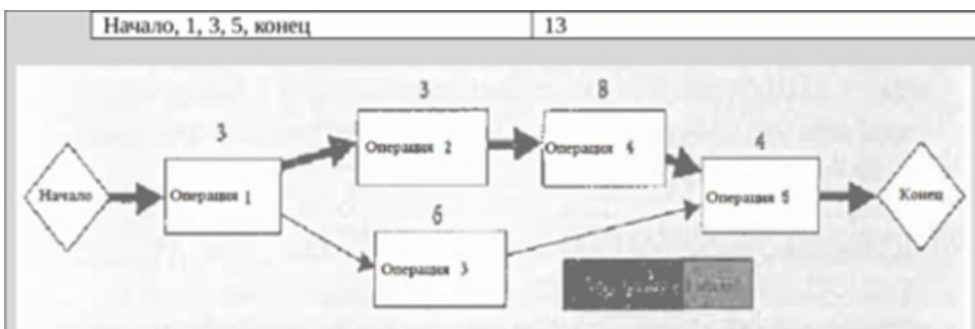 Начало, 1, 3, 5, конец 13
3 8
3 4
Операция 2 Операция 4
Начало Операция 1 Операция 5 Конец
6
Операция 3